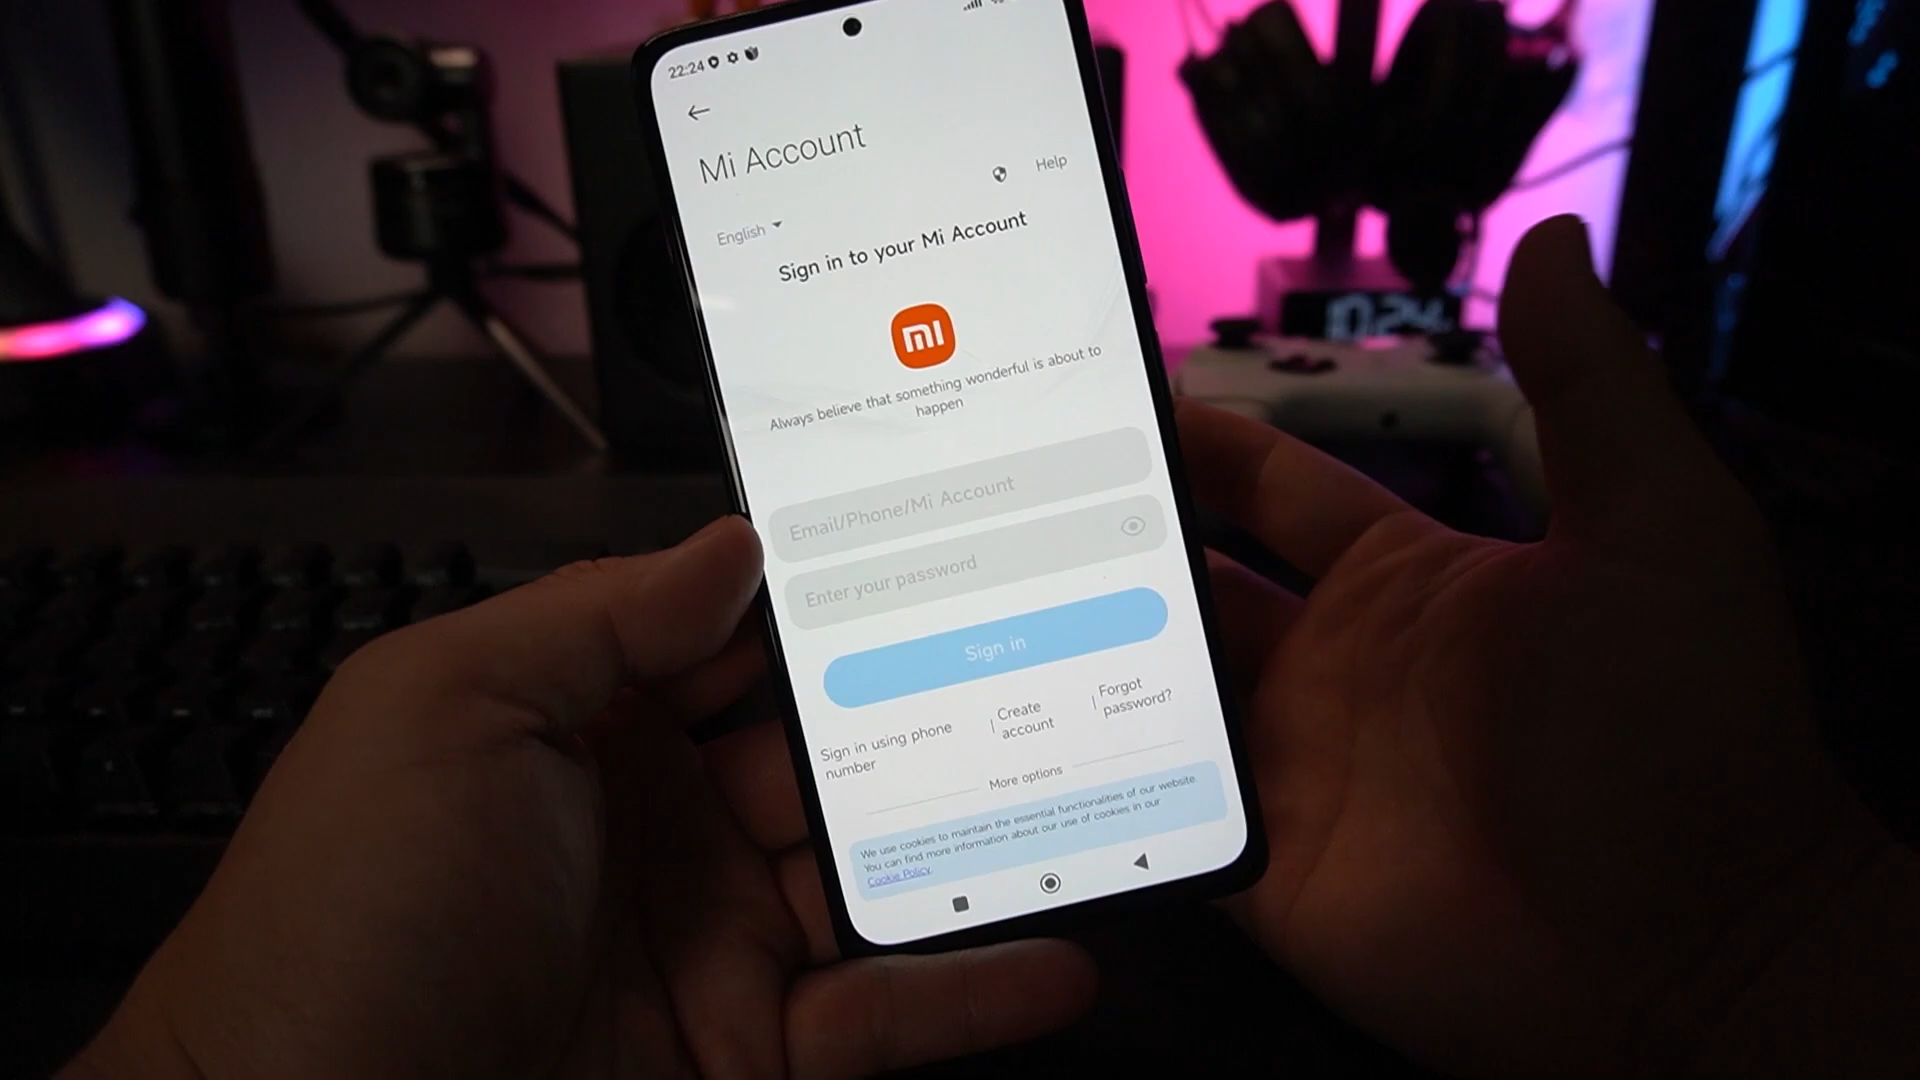 22:24
Mi Account
Help
English
Sign in to your Mi Account
mi
Always believe that something wonderful is about to
happen
Email/Phone/Mi Account
Enter your password
Sign in
Sign in using phone
number
| Create
account
| Forgot
password?
More options
We use cookies to maintain the essential functionalities of our website.
You can find more information about our use of cookies in our
Cookie Policy.
10:24